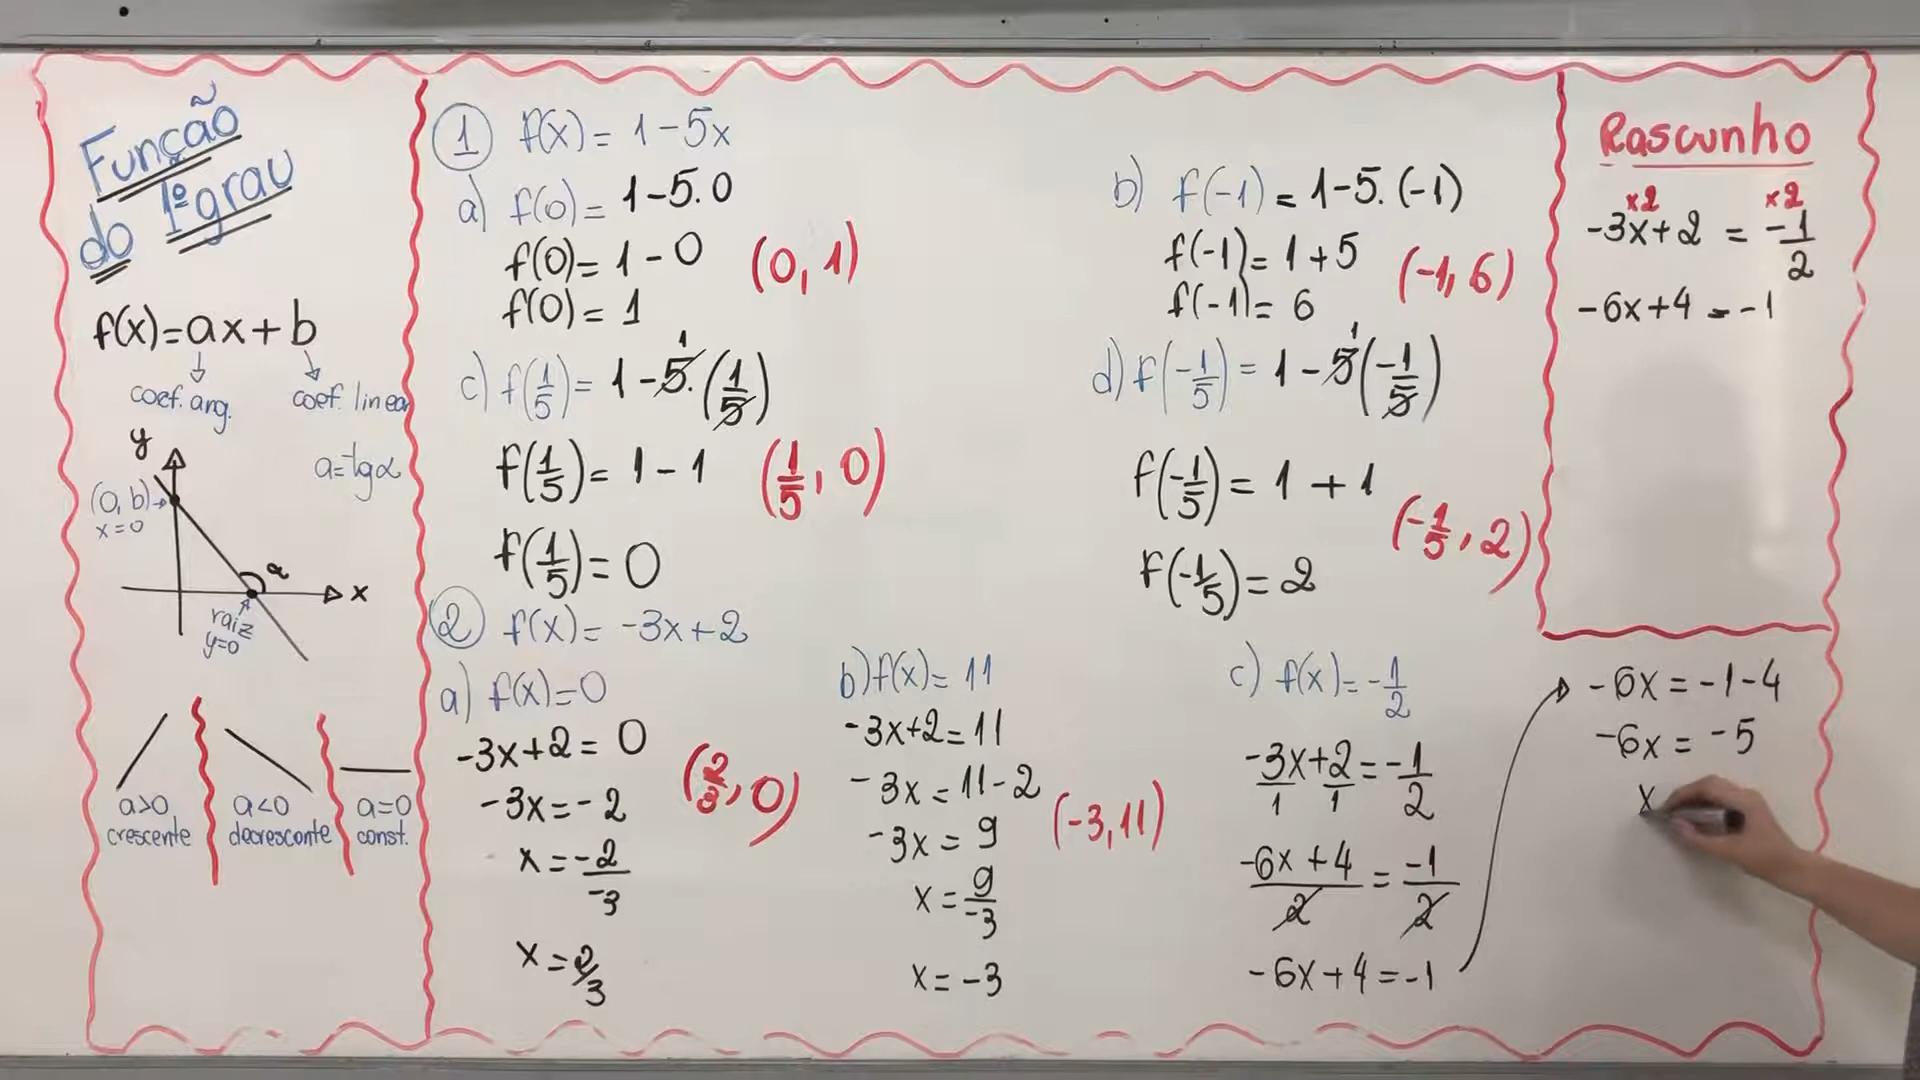 Função
do 1º grau
f(x)=ax+b
coef. ang.
coef. linear
a=tgα
y
(0,b)
x=0
α
x
raiz
y=0
a>0
crescente
a<0
decresconte
a=0
const.
1 f(x)= 1-5x
a) f(0)= 1-5.0
f(0)= 1-0
f(0)= 1
(0,1)
b) f(-1)=1-5.(-1)
f(-1)=1+5
f(-1)= 6
(-1,6)
c) f(1/5)= 1-5.(1/5)
1
f(1/5)= 1-1
(1/5, 0)
f(1/5)=0
d) f(-1/5)= 1-5(-1/5)
1
f(-1/5)= 1+1
(-1/5, 2)
f(-1/5)=2
2 f(x)= -3x+2
a) f(x)=0
-3x+2=0
-3x=-2
x=-2/-3
x=2/3
(2/3,0)
b) f(x)= 11
-3x+2=11
-3x=11-2
-3x=9
x=9/-3
x=-3
(-3,11)
c) f(x)=-1/2
-3x/1+2/1=-1/2
-6x+4/2=-1/2
-6x+4=-1
Rascunho
x2 x2
-3x+2 = -1/2
-6x+4=-1
-6x=-1-4
-6x=-5
x